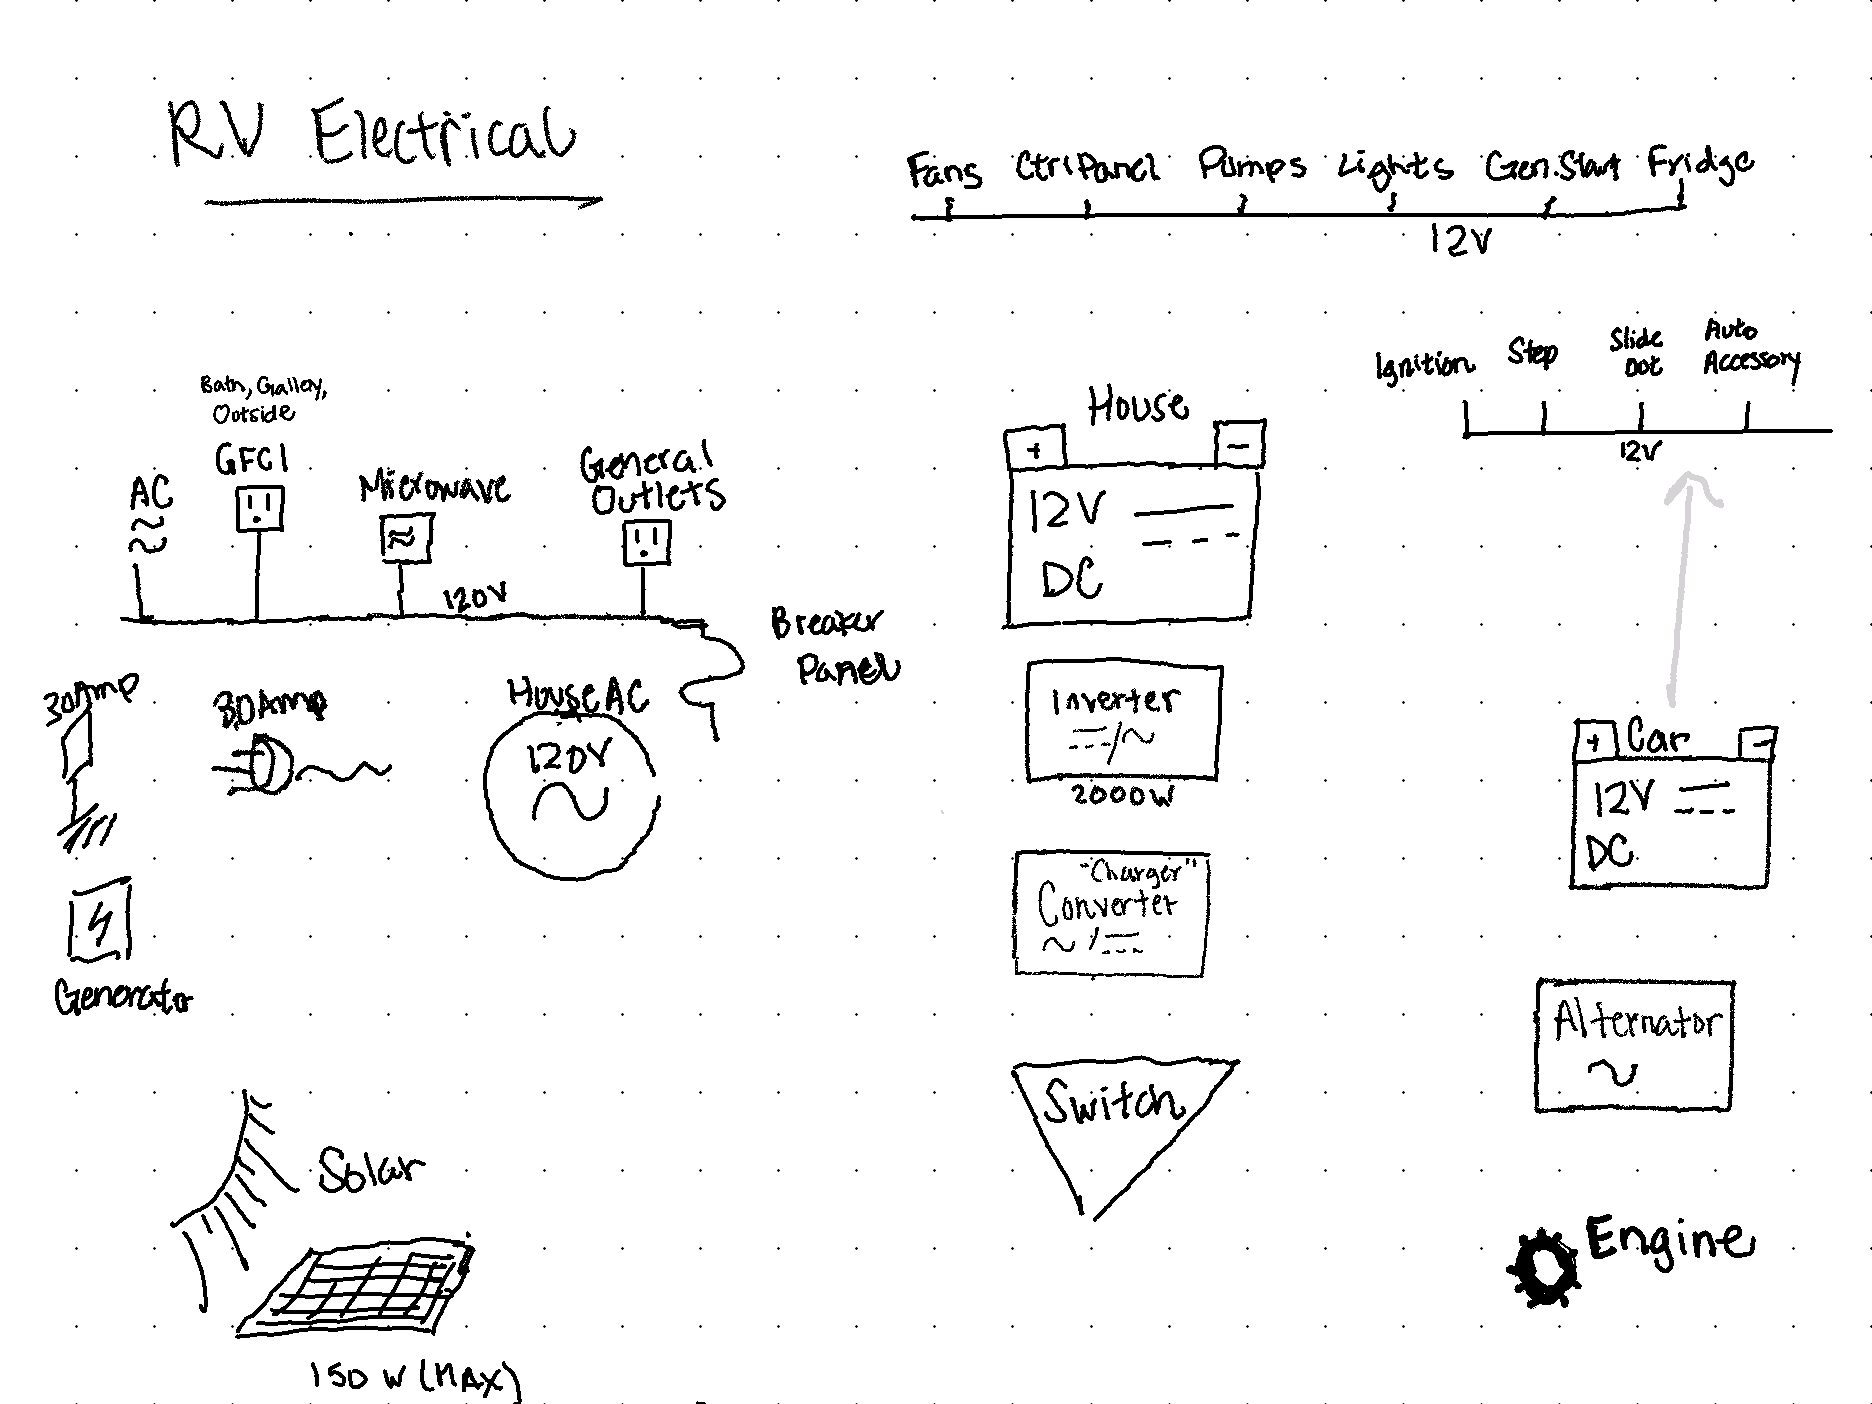 RV Electrical
Fans Ctrl Panel Pumps Lights Gen. Start Fridge
12V
Ignition Step Slide Out Auto Accessory
12V
Bath, Galley,
Outside
GFCI
AC
Microwave
General
Outlets
120V
Breaker
Panel
30Amp
30Amp
House AC
120V
Generator
House
+ -
12V
DC
Inverter
2000W
"Charger"
Converter
Switch
+ Car -
12V
DC
Alternator
Engine
Solar
150 W (MAX)